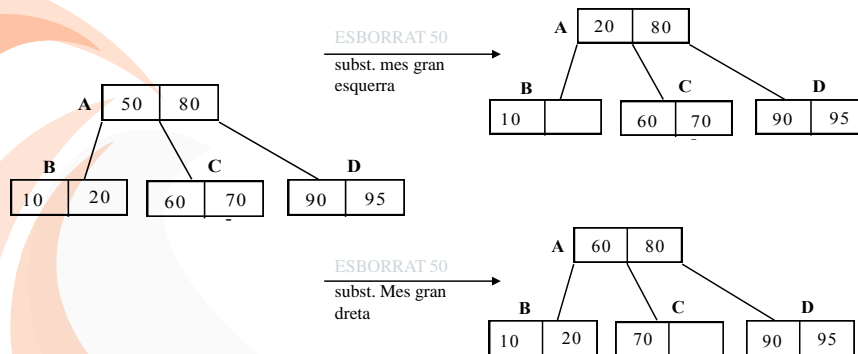 A
50 80
B
10 20
C
60 70
D
90 95
ESBORRAT 50
subst. mes gran
esquerra
A
20 80
B
10
C
60 70
D
90 95
ESBORRAT 50
subst. Mes gran
dreta
A
60 80
B
10 20
C
70
D
90 95